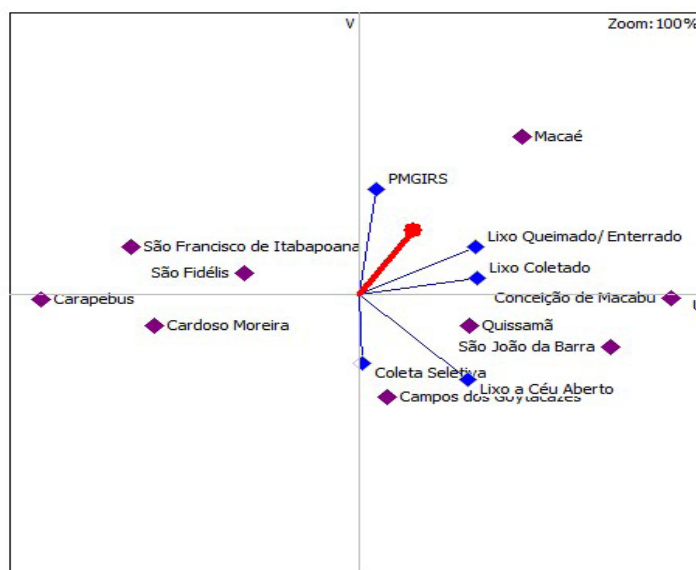 V
Zoom: 100%
Macaé
PMGIRS
Lixo Queimado/ Enterrado
São Francisco de Itabapoana
Lixo Coletado
São Fidélis
Conceição de Macabu
Carapebus
U
Cardoso Moreira
Quissamã
São João da Barra
Coleta Seletiva
Lixo a Céu Aberto
Campos dos Goytacazes